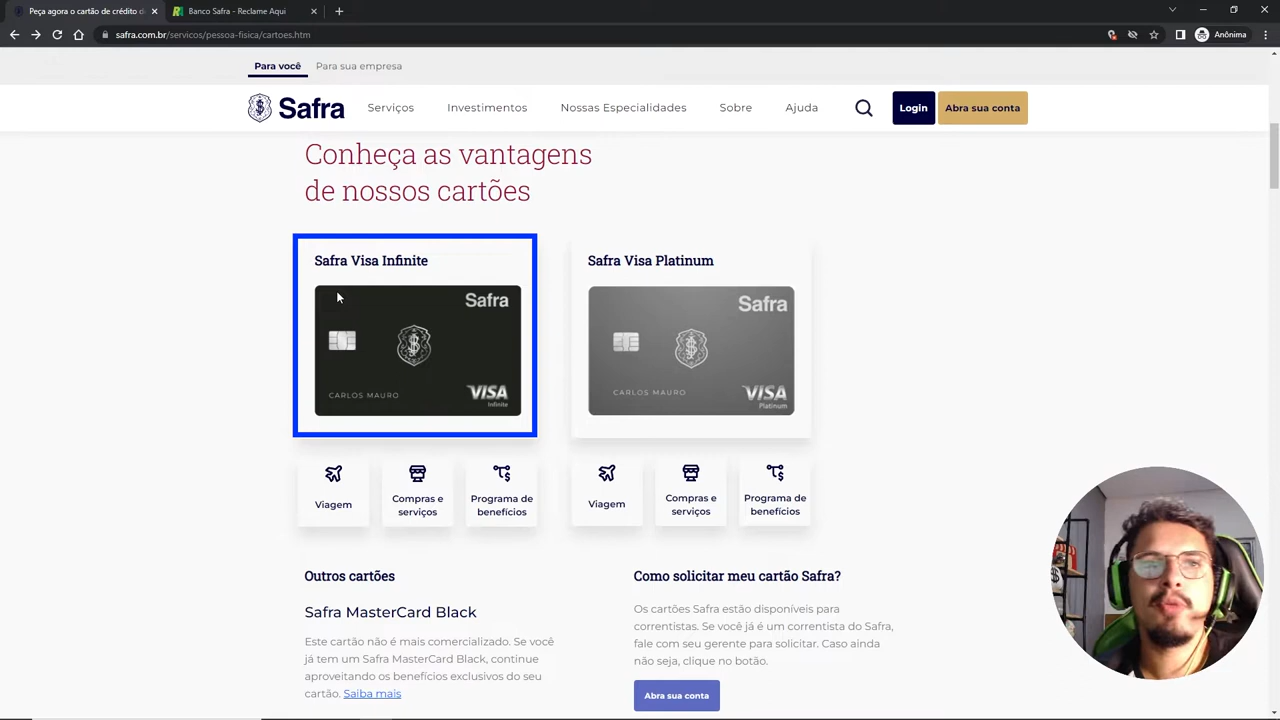 Peça agora o cartão de crédito de
Banco Safra - Reclame Aqui
safra.com.br/servicos/pessoa-fisica/cartoes.htm
Anônima
Para você
Para sua empresa
Safra
Serviços
Investimentos
Nossas Especialidades
Sobre
Ajuda
Login
Abra sua conta
Conheça as vantagens
de nossos cartões
Safra Visa Infinite
Safra
CARLOS MAURO
VISA
Infinite
Safra Visa Platinum
Safra
CARLOS MAURO
VISA
Platinum
Viagem
Compras e
serviços
Programa de
benefícios
Viagem
Compras e
serviços
Programa de
benefícios
Outros cartões
Safra MasterCard Black
Este cartão não é mais comercializado. Se você
já tem um Safra MasterCard Black, continue
aproveitando os benefícios exclusivos do seu
cartão. Saiba mais
Como solicitar meu cartão Safra?
Os cartões Safra estão disponíveis para
correntistas. Se você já é um correntista do Safra,
fale com seu gerente para solicitar. Caso ainda
não seja, clique no botão.
Abra sua conta